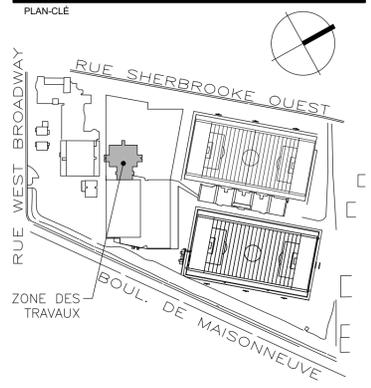 PLAN-CLÉ
RUE SHERBROOKE OUEST
RUE WEST BROADWAY
ZONE DES
TRAVAUX
BOUL. DE MAISONNEUVE